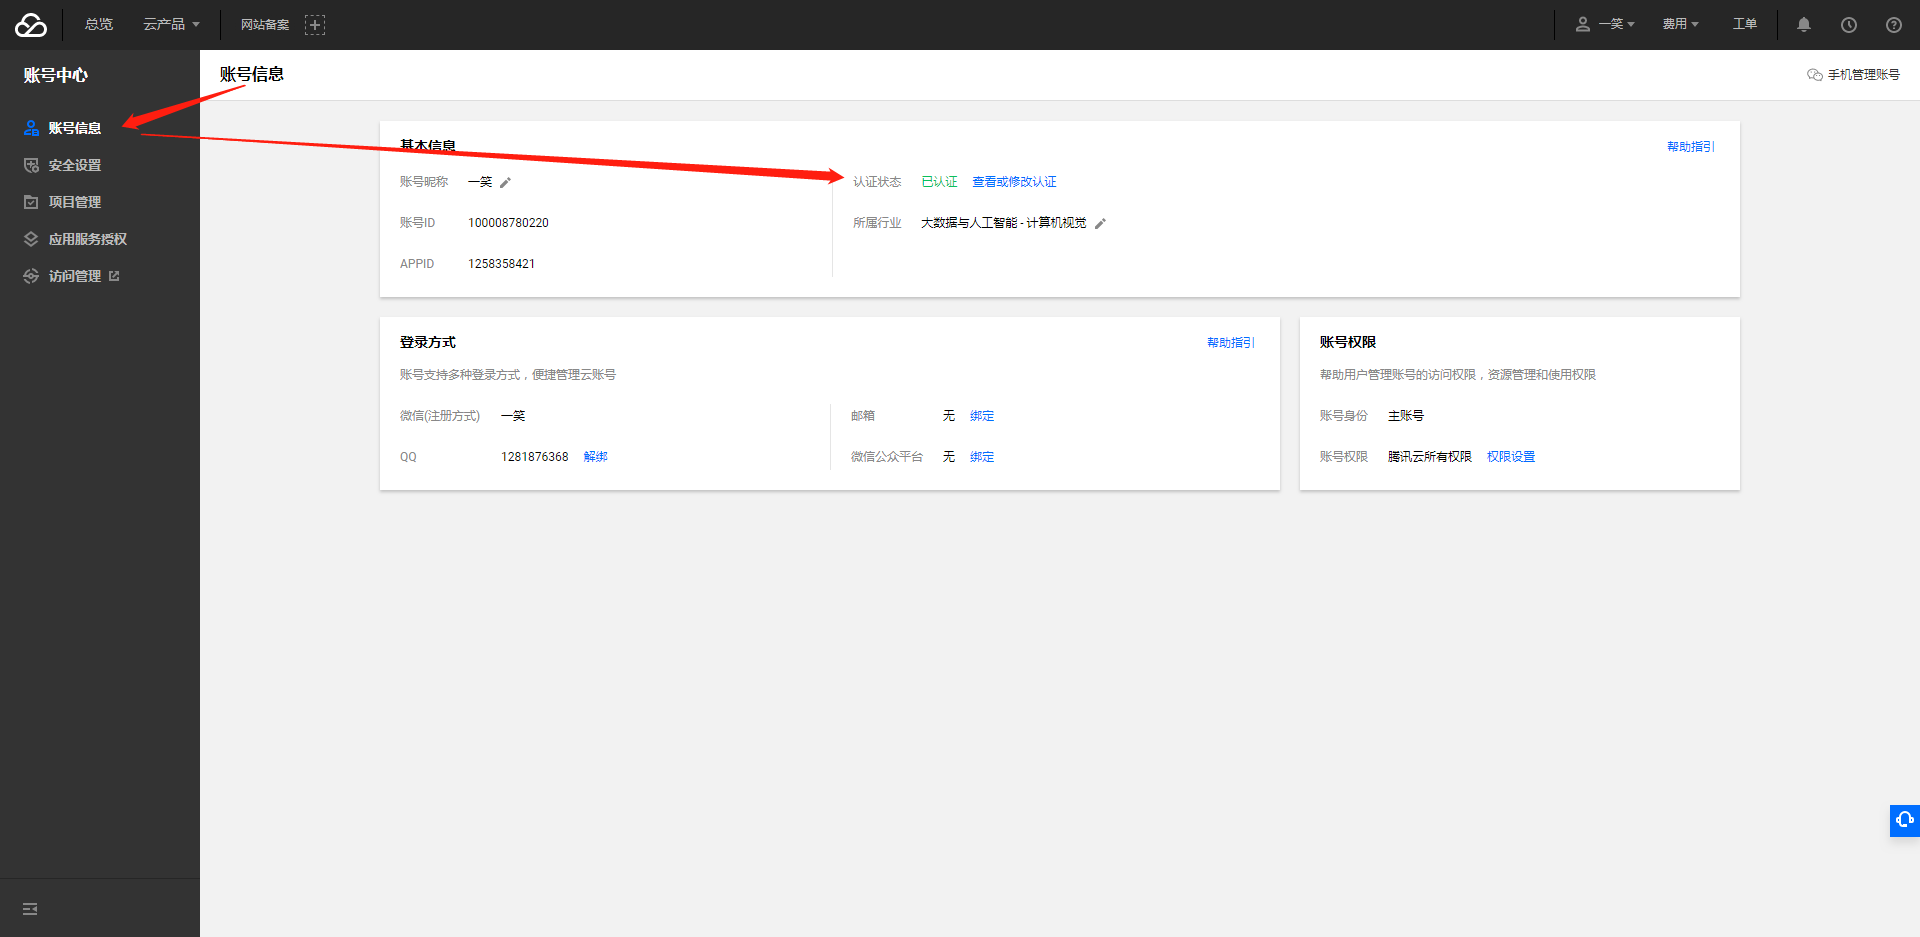 总览 云产品 网站备案 一笑 费用 工单
账号中心
账号信息
安全设置
项目管理
应用服务授权
访问管理
账号信息 手机管理账号
基本信息 帮助指引
账号昵称 一笑 认证状态 已认证 查看或修改认证
账号ID 100008780220 所属行业 大数据与人工智能 - 计算机视觉
APPID 1258358421
登录方式 帮助指引
账号支持多种登录方式，便捷管理云账号
微信(注册方式) 一笑 邮箱 无 绑定
QQ 1281876368 解绑 微信公众平台 无 绑定
账号权限
帮助用户管理账号的访问权限，资源管理和使用权限
账号身份 主账号
账号权限 腾讯云所有权限 权限设置